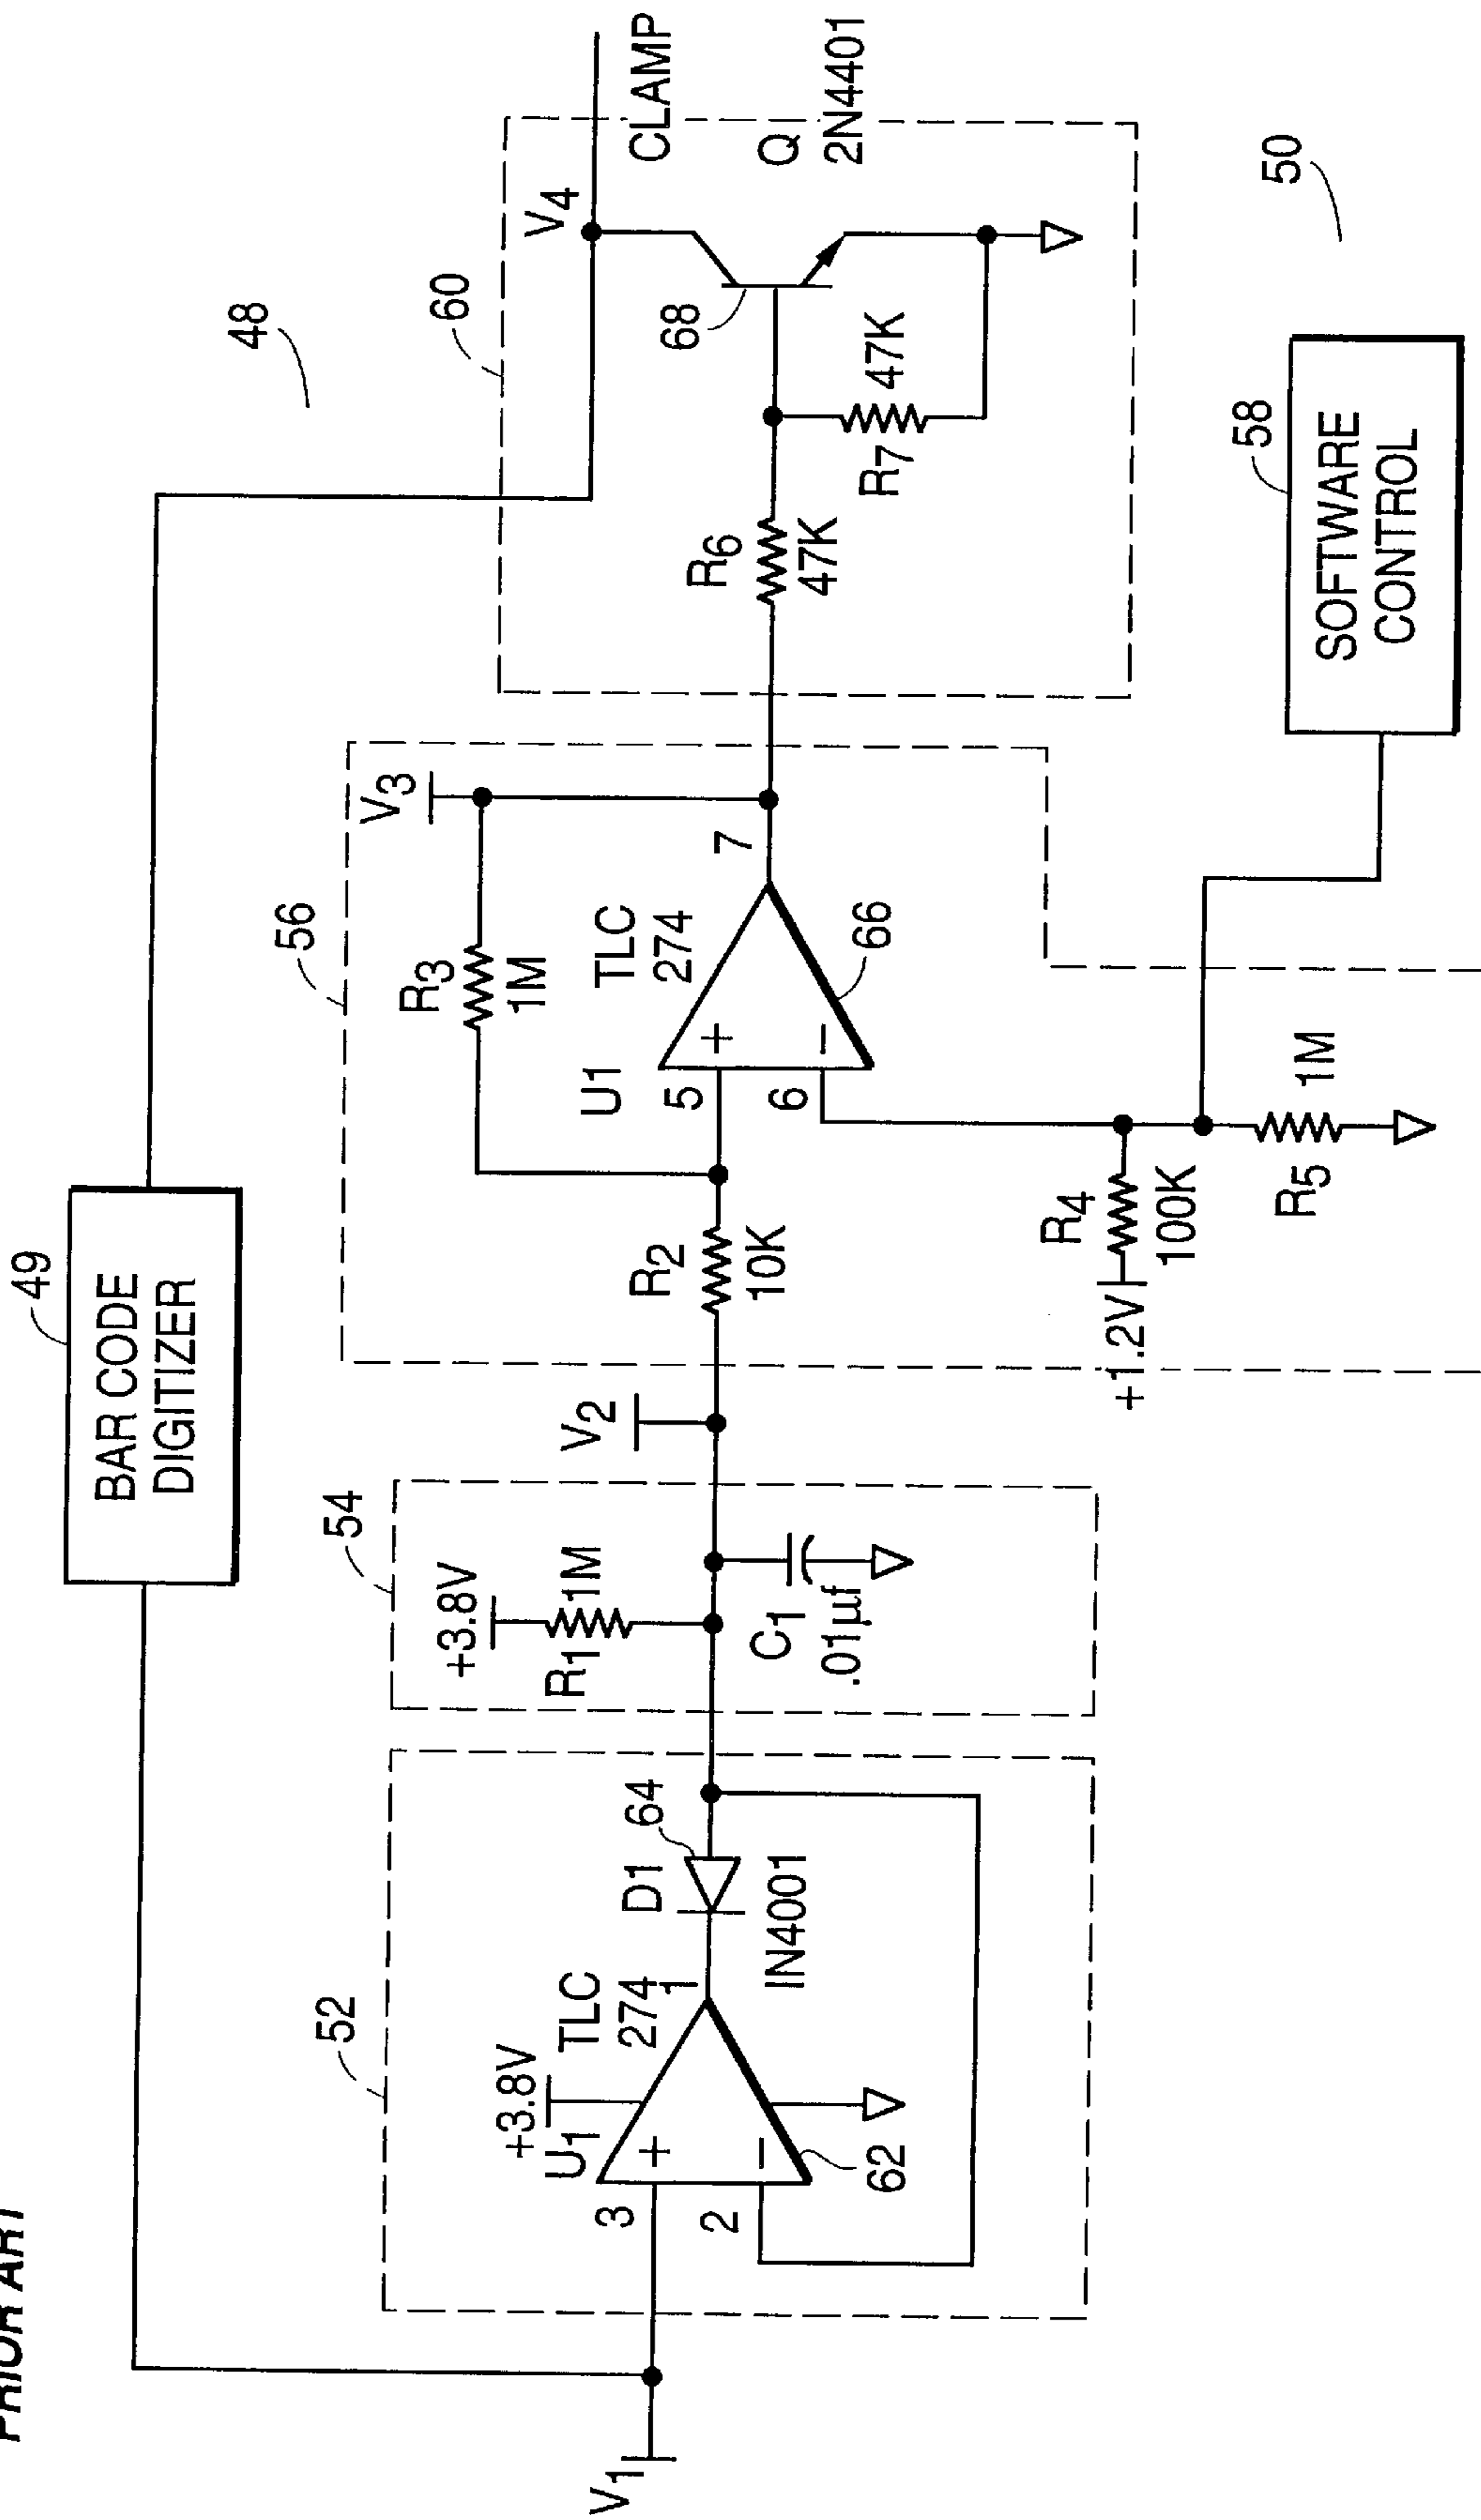 PRIOR ART
49
BAR CODE
DIGITIZER
48
52
+3.8V
U1
TLC
274
3
2
1
62
V1
D1
64
IN4001
54
+3.8V
R1
1M
C1
.01µf
V2
56
R2
10K
R3
1M
V3
U1
TLC
274
5
6
7
66
+1.2V
R4
100K
R5
1M
60
R6
47K
R7
47K
68
V4
CLAMP
Q
2N4401
58
SOFTWARE
CONTROL
50